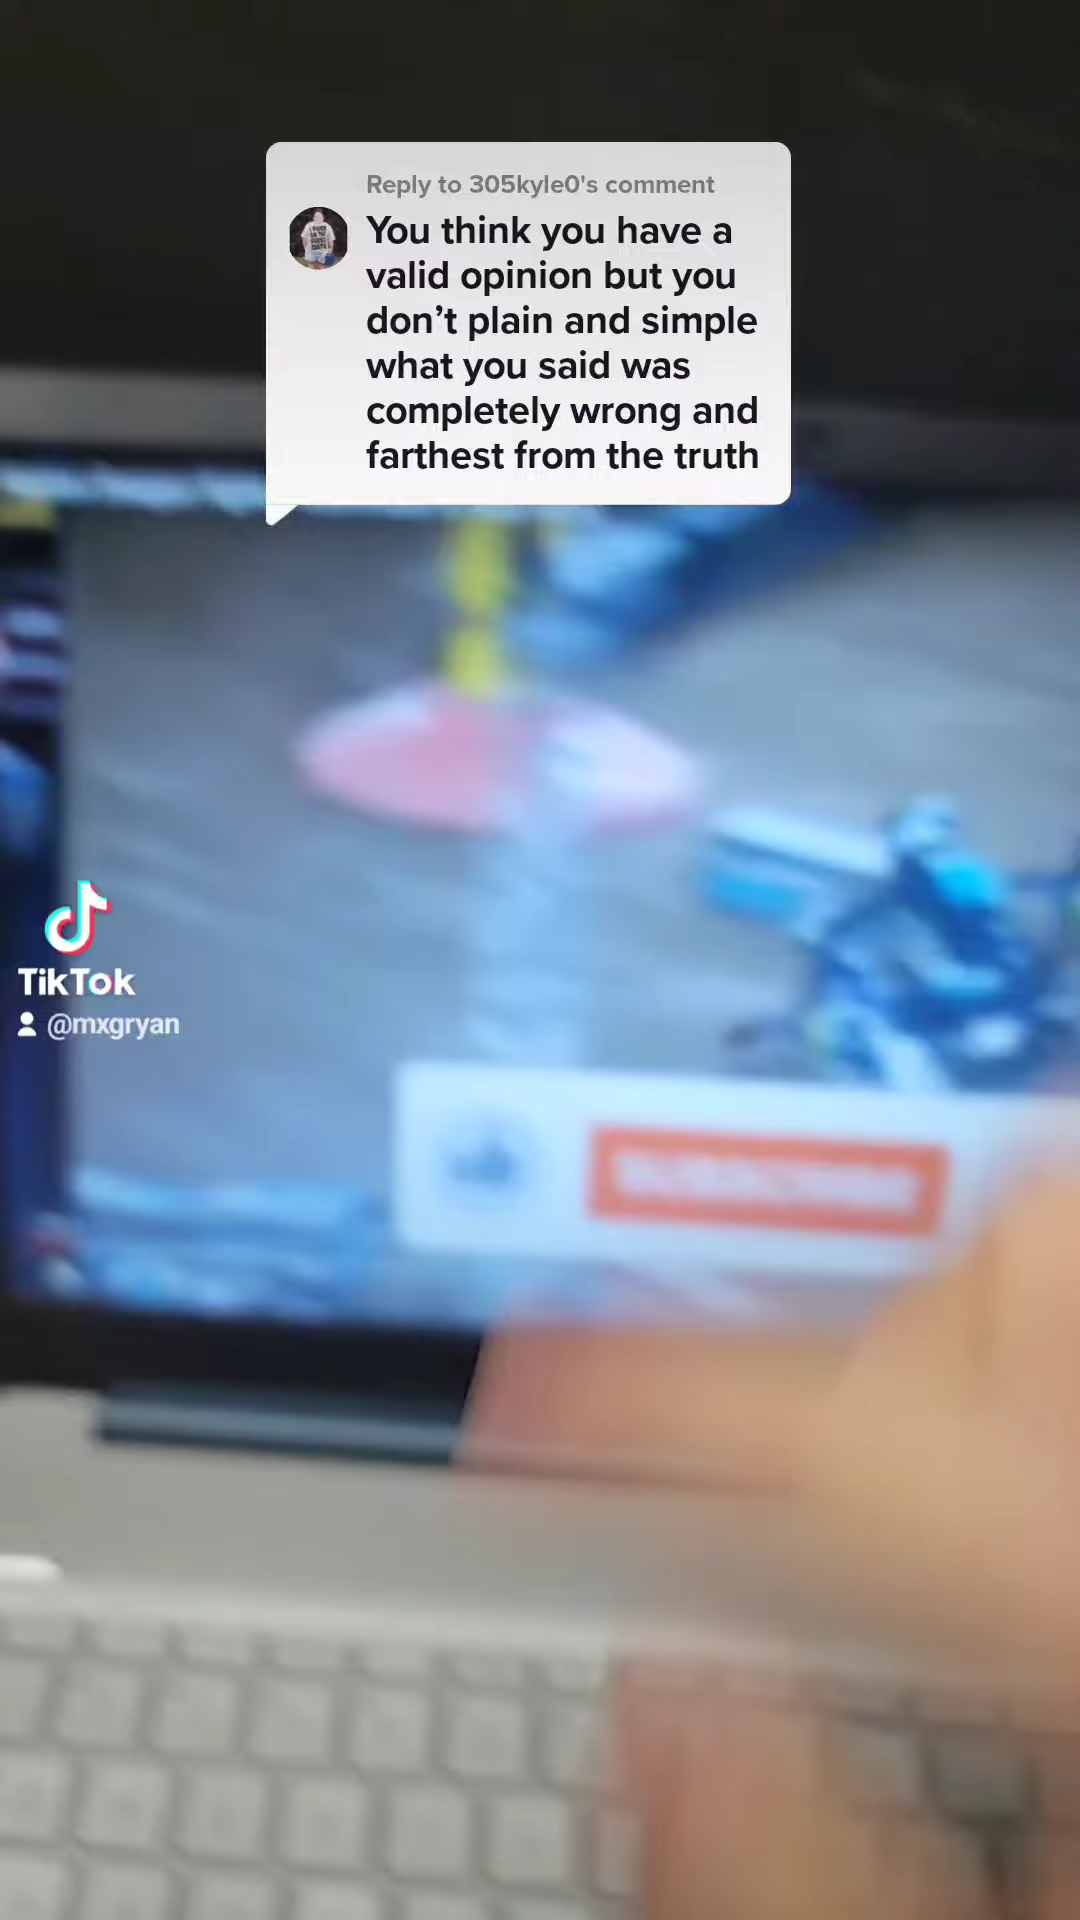 Reply to 305kyle0's comment
You think you have a
valid opinion but you
don’t plain and simple
what you said was
completely wrong and
farthest from the truth
TikTok
@mxgryan
SUBSCRIBE